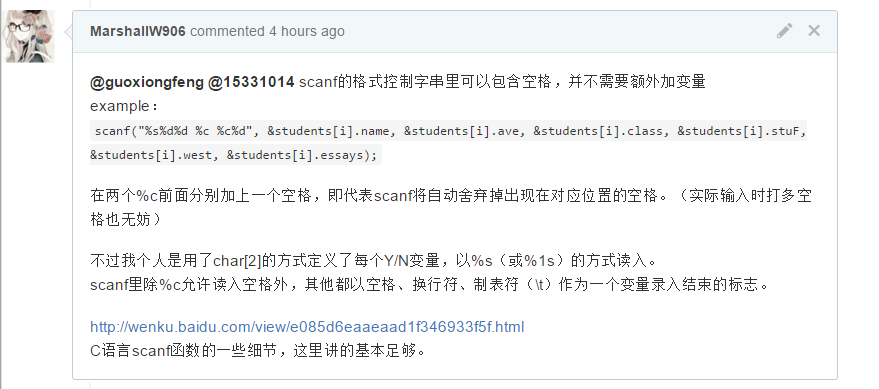 MarshallW906 commented 4 hours ago
@guoxiongfeng @15331014 scanf的格式控制字串里可以包含空格，并不需要额外加变量
example：
scanf("%s%d%d %c %c%d", &students[i].name, &students[i].ave, &students[i].class, &students[i].stuF,
&students[i].west, &students[i].essays);
在两个%c前面分别加上一个空格，即代表scanf将自动舍弃掉出现在对应位置的空格。（实际输入时打多空
格也无妨）
不过我个人是用了char[2]的方式定义了每个Y/N变量，以%s（或%1s）的方式读入。
scanf里除%c允许读入空格外，其他都以空格、换行符、制表符（\t）作为一个变量录入结束的标志。
http://wenku.baidu.com/view/e085d6eaaeaad1f346933f5f.html
C语言scanf函数的一些细节，这里讲的基本足够。